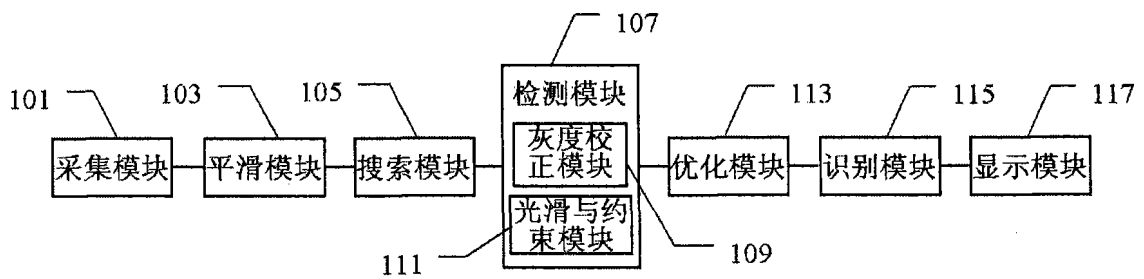 107
101
103
105
检测模块
113
115
117
采集模块
平滑模块
搜索模块
灰度校
正模块
优化模块
识别模块
显示模块
光滑与约
束模块
111
109